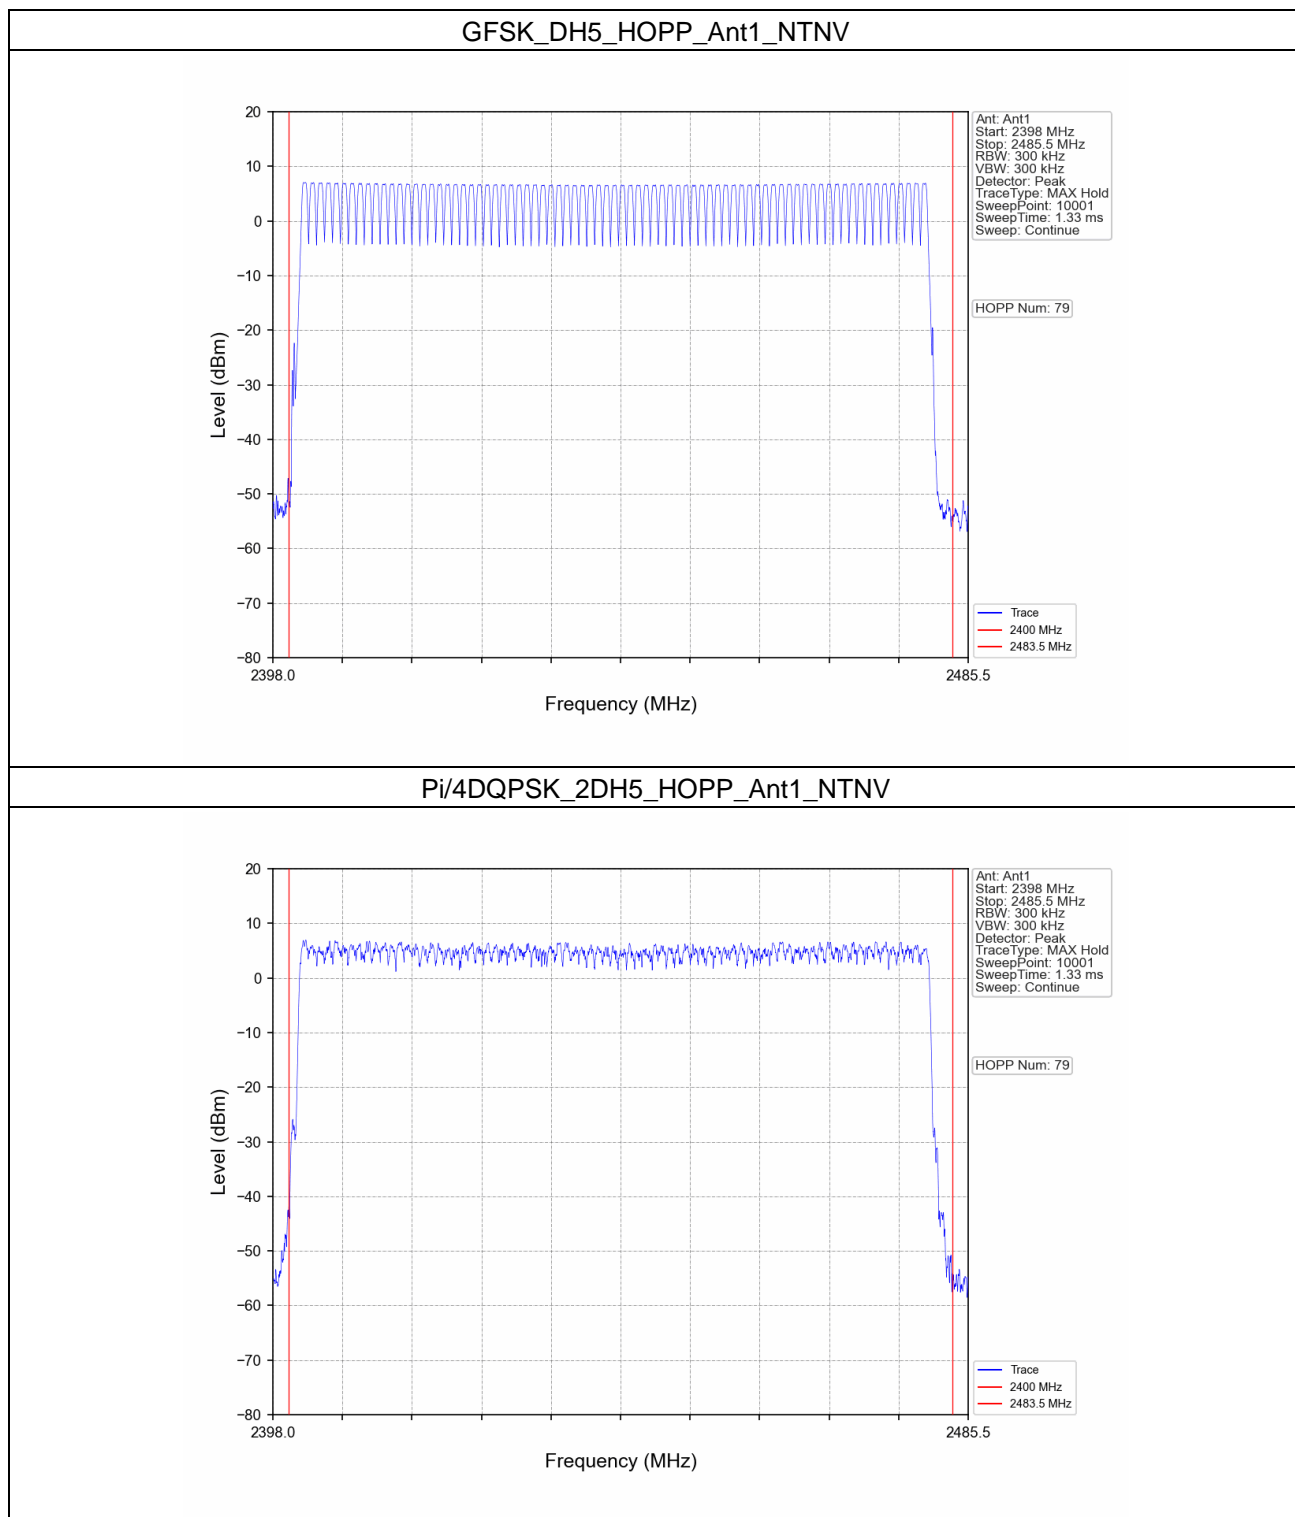 GFSK_DH5_HOPP_Ant1_NTNV
20
10
0
−10
−20
−30
−40
−50
−60
−70
−80
Level (dBm)
2398.0
2485.5
Frequency (MHz)
Ant: Ant1
Start: 2398 MHz
Stop: 2485.5 MHz
RBW: 300 kHz
VBW: 300 kHz
Detector: Peak
TraceType: MAX Hold
SweepPoint: 10001
SweepTime: 1.33 ms
Sweep: Continue
HOPP Num: 79
Trace
2400 MHz
2483.5 MHz
Pi/4DQPSK_2DH5_HOPP_Ant1_NTNV
20
10
0
−10
−20
−30
−40
−50
−60
−70
−80
Level (dBm)
2398.0
2485.5
Frequency (MHz)
Ant: Ant1
Start: 2398 MHz
Stop: 2485.5 MHz
RBW: 300 kHz
VBW: 300 kHz
Detector: Peak
TraceType: MAX Hold
SweepPoint: 10001
SweepTime: 1.33 ms
Sweep: Continue
HOPP Num: 79
Trace
2400 MHz
2483.5 MHz